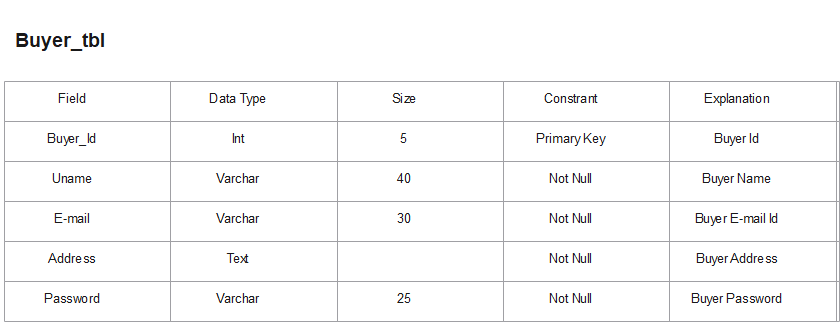 Buyer_tbl
Field Data Type Size Constrant Explanation
Buyer_Id Int 5 Primary Key Buyer Id
Uname Varchar 40 Not Null Buyer Name
E-mail Varchar 30 Not Null Buyer E-mail Id
Address Text Not Null Buyer Address
Password Varchar 25 Not Null Buyer Password